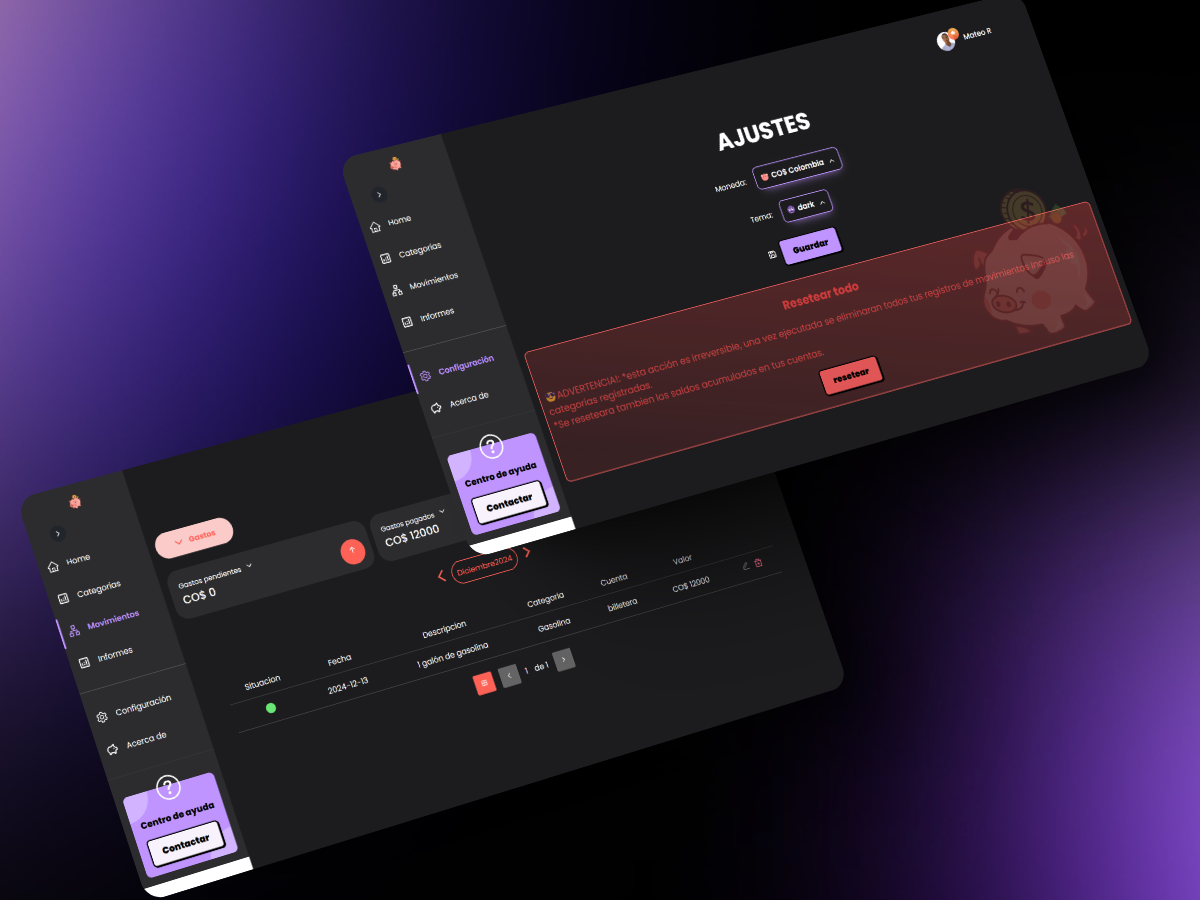 Mateo R
AJUSTES
Moneda:
CO$ Colombia
Tema:
dark
Guardar
Resetear todo
ADVERTENCIA!: *esta acción es irreversible, una vez ejecutada se eliminaran todos tus registros de movimientos incluso las
categorias registradas.
*Se reseteara tambien los saldos acumulados en tus cuentas.
resetear
Home
Categorias
Movimientos
Informes
Configuración
Acerca de
?
Centro de ayuda
Contactar
Home
Categorias
Movimientos
Informes
Configuración
Acerca de
?
Centro de ayuda
Contactar
Gastos
Gastos pendientes
CO$ 0
Gastos pagados
CO$ 12000
Diciembre2024
Situacion Fecha Descripcion Categoria Cuenta Valor
2024-12-13 1 galón de gasolina Gasolina billetera CO$ 12000
1 de 1